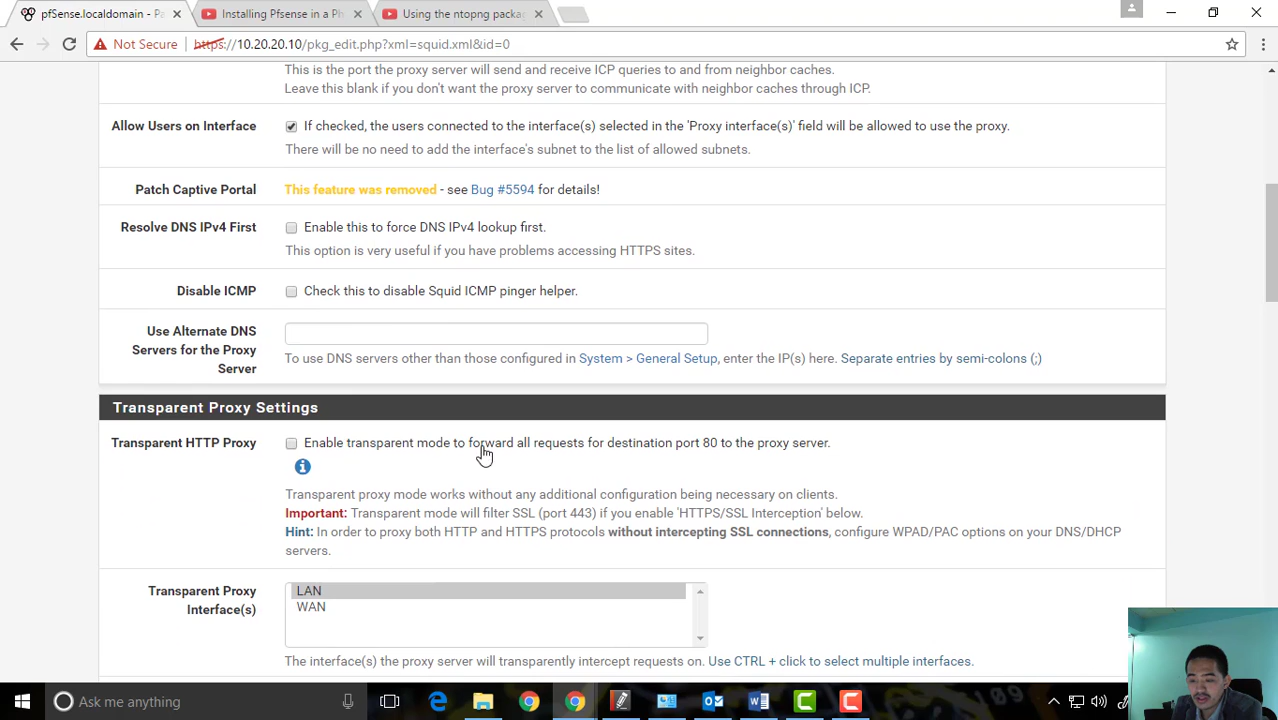 pfSense.localdomain - Pa
Installing Pfsense in a Ph
Using the ntopng packag
Not Secure
https://10.20.20.10/pkg_edit.php?xml=squid.xml&id=0
This is the port the proxy server will send and receive ICP queries to and from neighbor caches.
Leave this blank if you don't want the proxy server to communicate with neighbor caches through ICP.
Allow Users on Interface
If checked, the users connected to the interface(s) selected in the 'Proxy interface(s)' field will be allowed to use the proxy.
There will be no need to add the interface's subnet to the list of allowed subnets.
Patch Captive Portal
This feature was removed - see Bug #5594 for details!
Resolve DNS IPv4 First
Enable this to force DNS IPv4 lookup first.
This option is very useful if you have problems accessing HTTPS sites.
Disable ICMP
Check this to disable Squid ICMP pinger helper.
Use Alternate DNS
Servers for the Proxy
Server
To use DNS servers other than those configured in System > General Setup, enter the IP(s) here. Separate entries by semi-colons (;)
Transparent Proxy Settings
Transparent HTTP Proxy
Enable transparent mode to forward all requests for destination port 80 to the proxy server.
Transparent proxy mode works without any additional configuration being necessary on clients.
Important: Transparent mode will filter SSL (port 443) if you enable 'HTTPS/SSL Interception' below.
Hint: In order to proxy both HTTP and HTTPS protocols without intercepting SSL connections, configure WPAD/PAC options on your DNS/DHCP
servers.
Transparent Proxy
Interface(s)
LAN
WAN
The interface(s) the proxy server will transparently intercept requests on. Use CTRL + click to select multiple interfaces.
Ask me anything